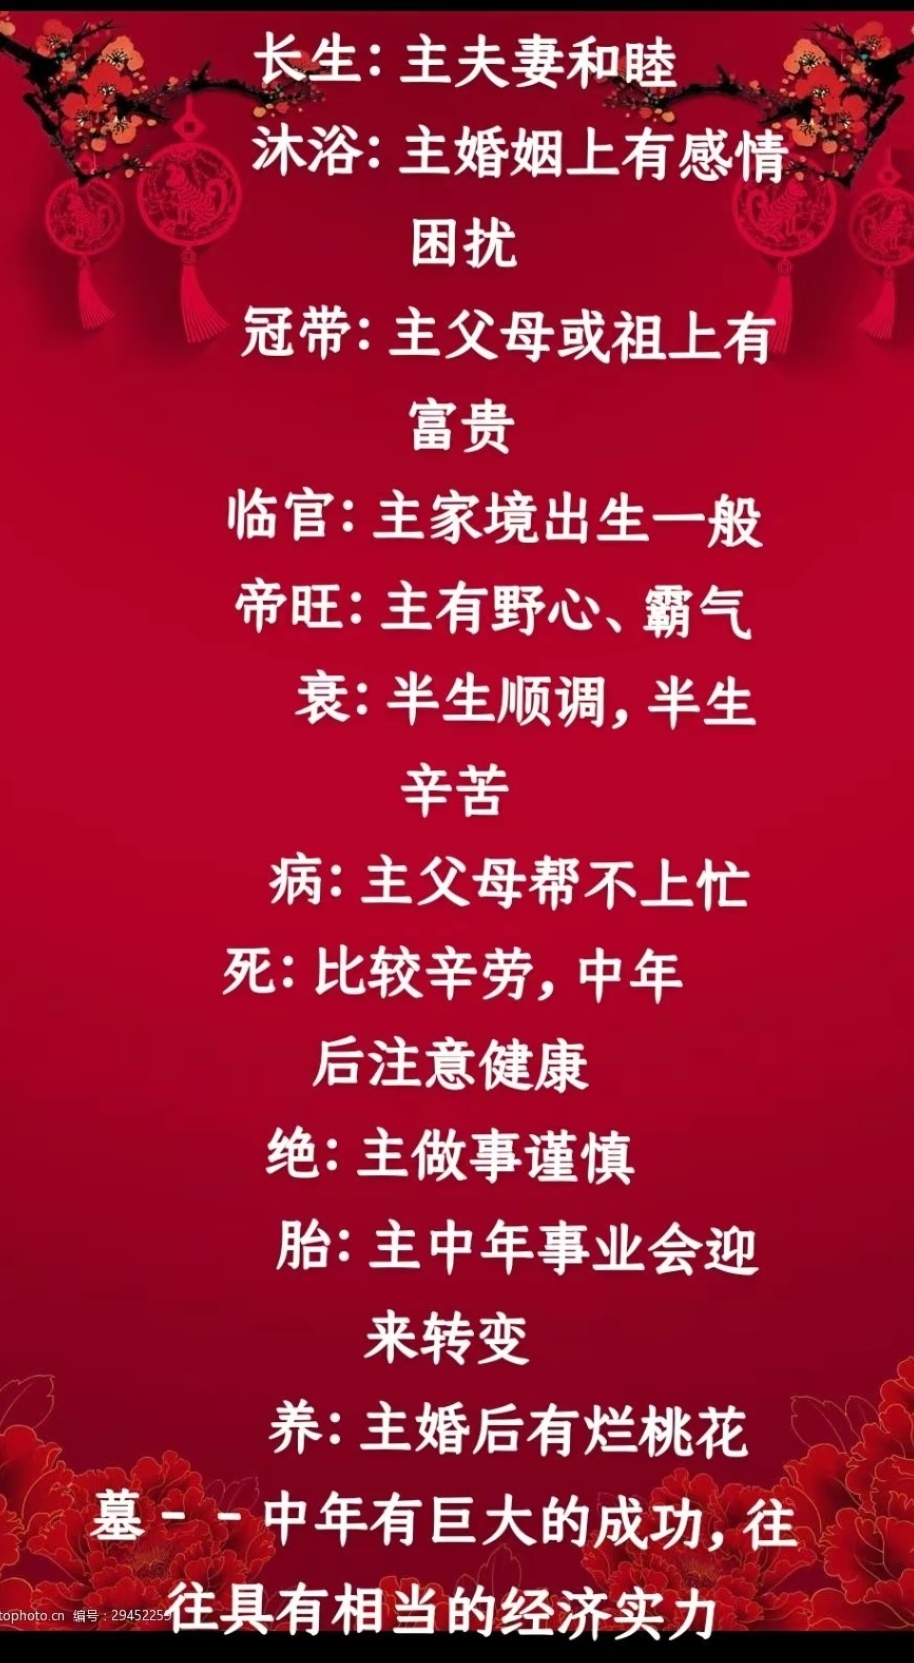 长生：主夫妻和睦
沐浴：主婚姻上有感情
困扰
冠带：主父母或祖上有
富贵
临官：主家境出生一般
帝旺：主有野心、霸气
衰：半生顺调，半生
辛苦
病：主父母帮不上忙
死：比较辛劳，中年
后注意健康
绝：主做事谨慎
胎：主中年事业会迎
来转变
养：主婚后有烂桃花
墓--中年有巨大的成功，往
往具有相当的经济实力
tophoto.cn 编号：2945225